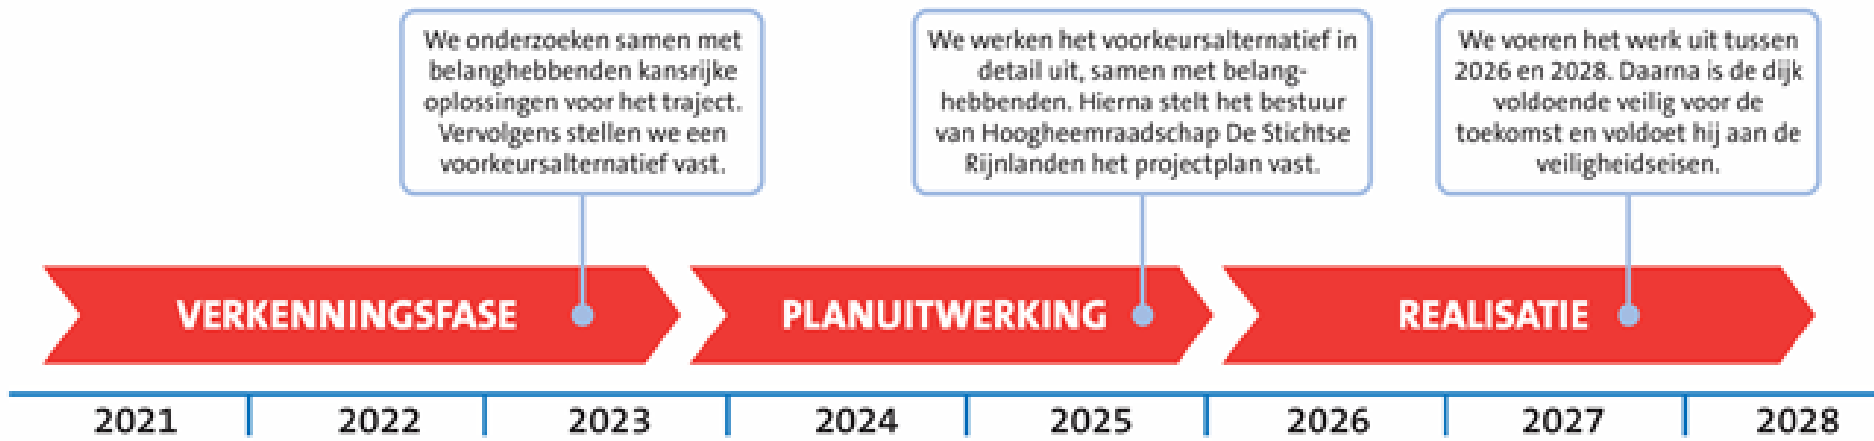 We onderzoeken samen met
belanghebbenden kansrijke
oplossingen voor het traject.
Vervolgens stellen we een
voorkeursalternatief vast.
We werken het voorkeursalternatief in
detail uit, samen met belang-
hebbenden. Hierna stelt het bestuur
van Hoogheemraadschap De Stichtse
Rijnlanden het projectplan vast.
We voeren het werk uit tussen
2026 en 2028. Daarna is de dijk
voldoende veilig voor de
toekomst en voldoet hij aan de
veiligheidseisen.
VERKENNINGSFASE
PLANUITWERKING
REALISATIE
2021
2022
2023
2024
2025
2026
2027
2028